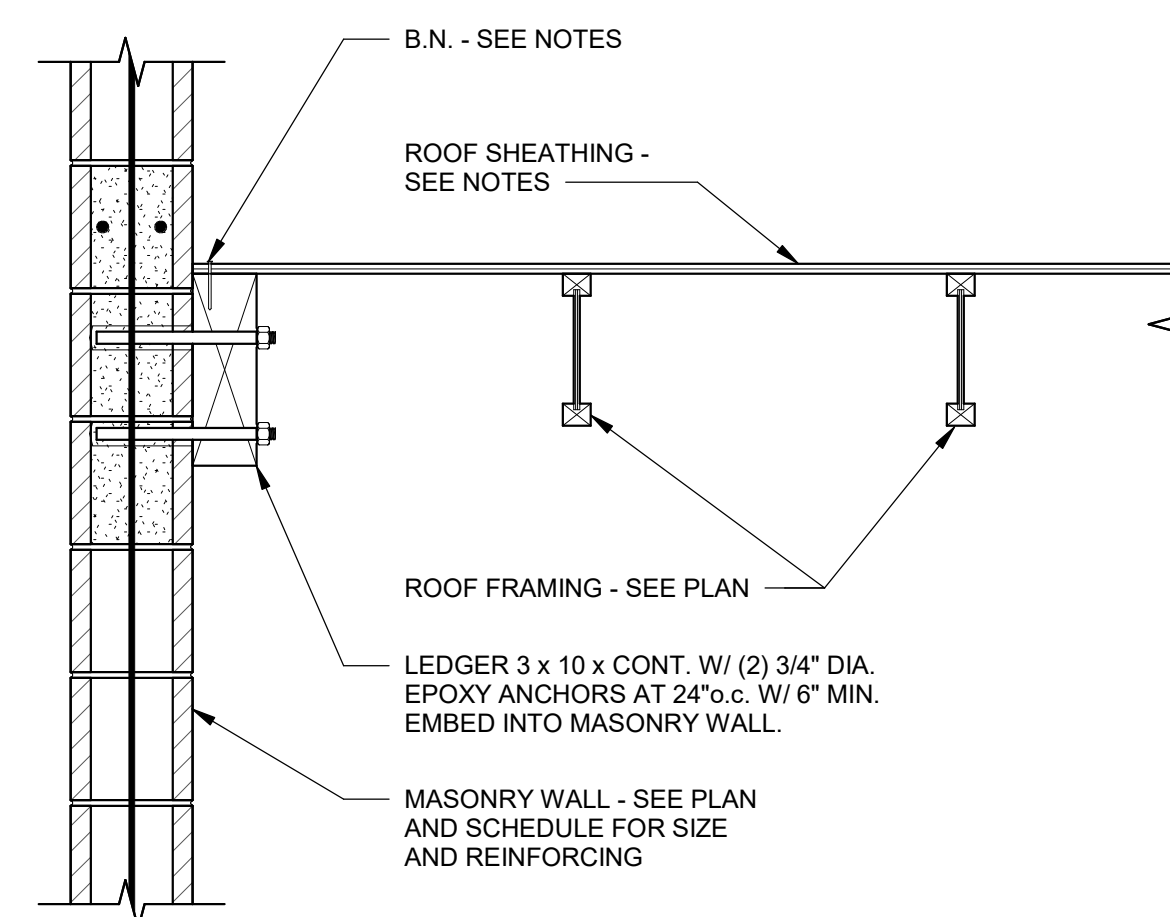 B.N. - SEE NOTES
ROOF SHEATHING -
SEE NOTES
ROOF FRAMING - SEE PLAN
LEDGER 3 x 10 x CONT. W/ (2) 3/4" DIA.
EPOXY ANCHORS AT 24"o.c. W/ 6" MIN.
EMBED INTO MASONRY WALL.
MASONRY WALL - SEE PLAN
AND SCHEDULE FOR SIZE
AND REINFORCING